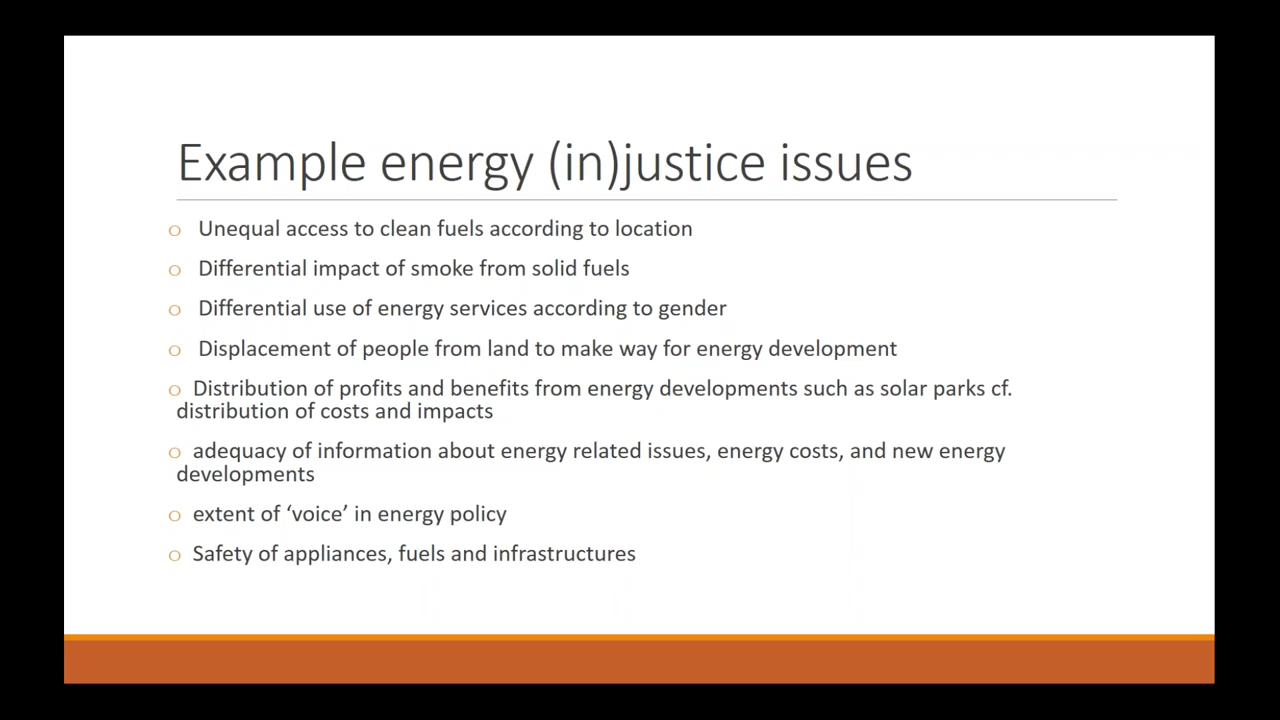 Example energy (in)justice issues
o Unequal access to clean fuels according to location
o Differential impact of smoke from solid fuels
o Differential use of energy services according to gender
o Displacement of people from land to make way for energy development
o Distribution of profits and benefits from energy developments such as solar parks cf.
distribution of costs and impacts
o adequacy of information about energy related issues, energy costs, and new energy
developments
o extent of ‘voice’ in energy policy
o Safety of appliances, fuels and infrastructures